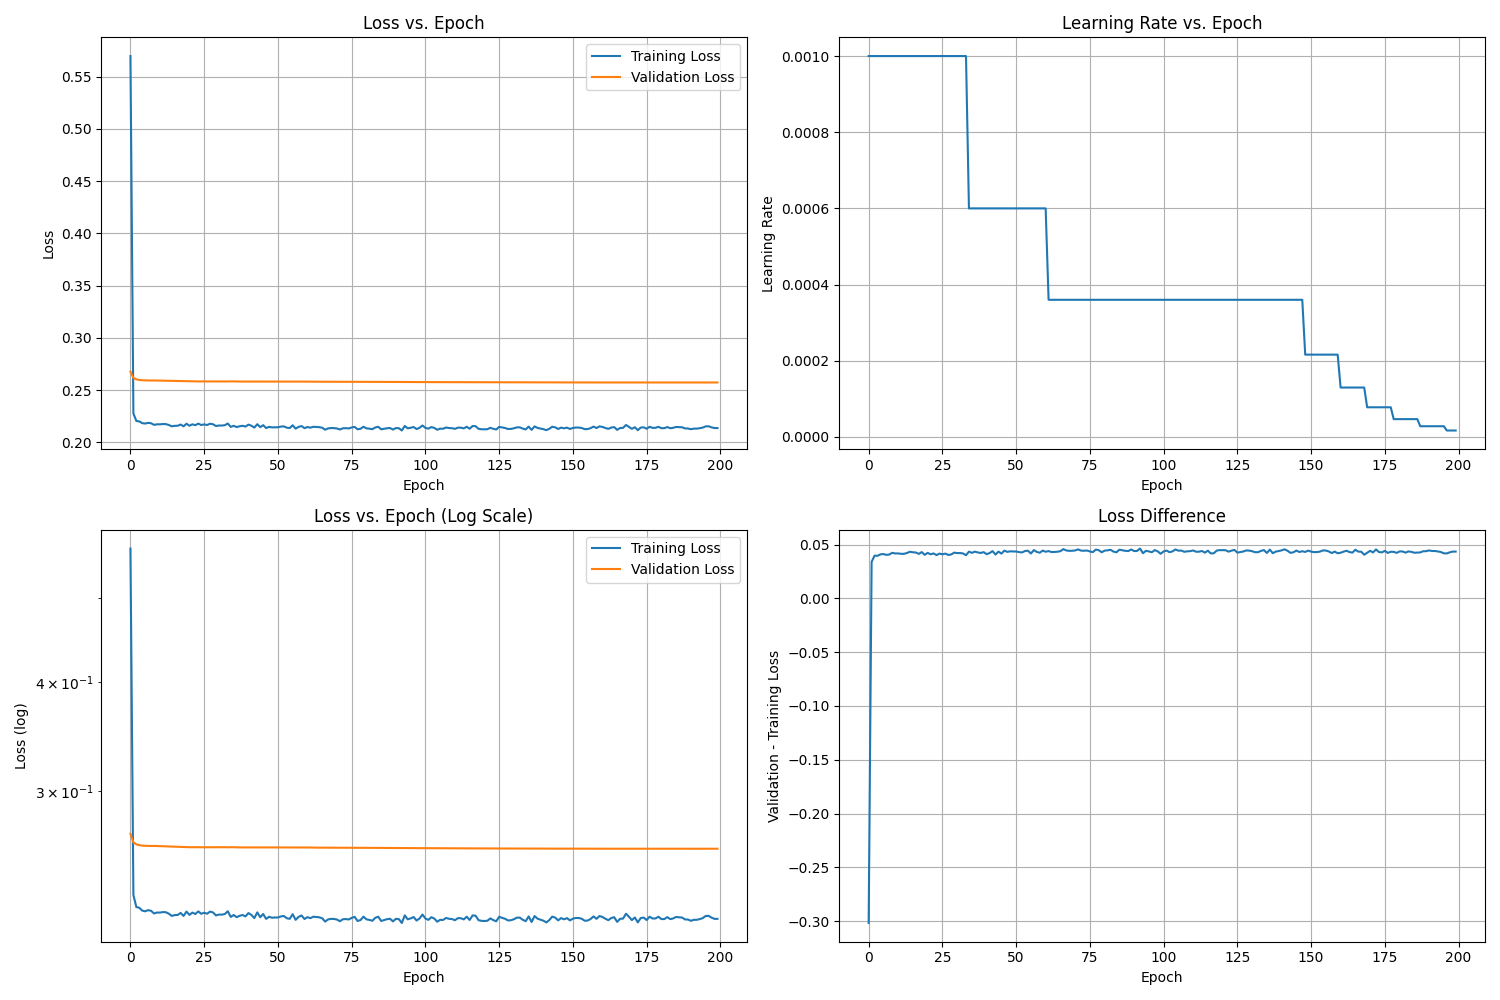 Loss vs. Epoch
Training Loss
Validation Loss
0.55
0.50
0.45
0.40
0.35
0.30
0.25
0.20
Loss
0 25 50 75 100 125 150 175 200
Epoch
Learning Rate vs. Epoch
0.0010
0.0008
0.0006
0.0004
0.0002
0.0000
Learning Rate
0 25 50 75 100 125 150 175 200
Epoch
Loss vs. Epoch (Log Scale)
Training Loss
Validation Loss
4 × 10⁻¹
3 × 10⁻¹
Loss (log)
0 25 50 75 100 125 150 175 200
Epoch
Loss Difference
0.05
0.00
−0.05
−0.10
−0.15
−0.20
−0.25
−0.30
Validation - Training Loss
0 25 50 75 100 125 150 175 200
Epoch